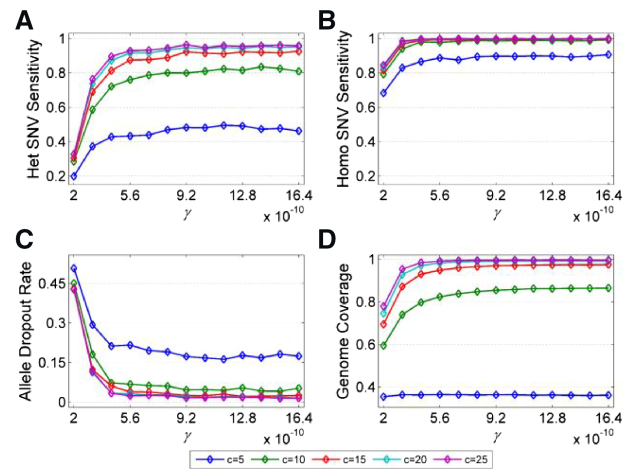 A
B
Het SNV Sensitivity
1
0.8
0.6
0.4
0.2
2 5.6 9.2 12.8 16.4
γ x 10⁻¹⁰
Homo SNV Sensitivity
1
0.8
0.6
0.4
0.2
2 5.6 9.2 12.8 16.4
γ x 10⁻¹⁰
C
D
Allele Dropout Rate
0.45
0.3
0.15
0
2 5.6 9.2 12.8 16.4
γ x 10⁻¹⁰
Genome Coverage
1
0.8
0.6
0.4
2 5.6 9.2 12.8 16.4
γ x 10⁻¹⁰
c=5 c=10 c=15 c=20 c=25